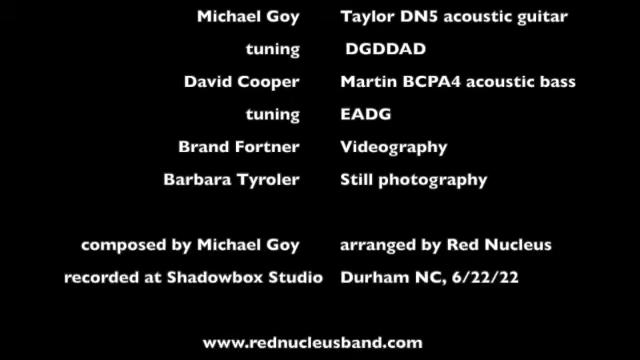 Michael Goy Taylor DN5 acoustic guitar
tuning DGDDAD
David Cooper Martin BCPA4 acoustic bass
tuning EADG
Brand Fortner Videography
Barbara Tyroler Still photography
composed by Michael Goy arranged by Red Nucleus
recorded at Shadowbox Studio Durham NC, 6/22/22
www.rednucleusband.com